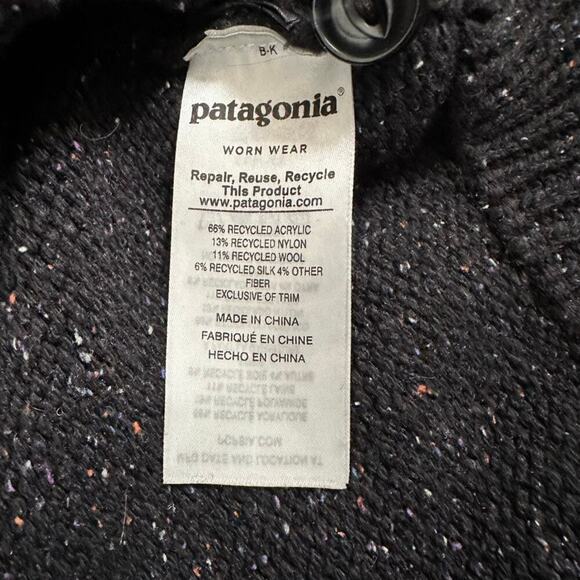 B-K
patagonia®
WORN WEAR
Repair, Reuse, Recycle
This Product
www.patagonia.com
66% RECYCLED ACRYLIC
13% RECYCLED NYLON
11% RECYCLED WOOL
6% RECYCLED SILK 4% OTHER
FIBER
EXCLUSIVE OF TRIM
MADE IN CHINA
FABRIQUÉ EN CHINE
HECHO EN CHINA